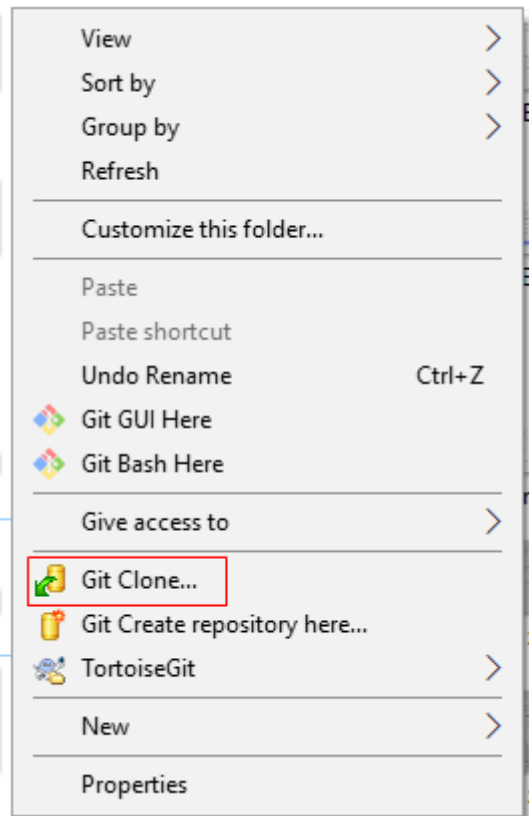 View
Sort by
Group by
Refresh
Customize this folder...
Paste
Paste shortcut
Undo Rename Ctrl+Z
Git GUI Here
Git Bash Here
Give access to
Git Clone...
Git Create repository here...
TortoiseGit
New
Properties